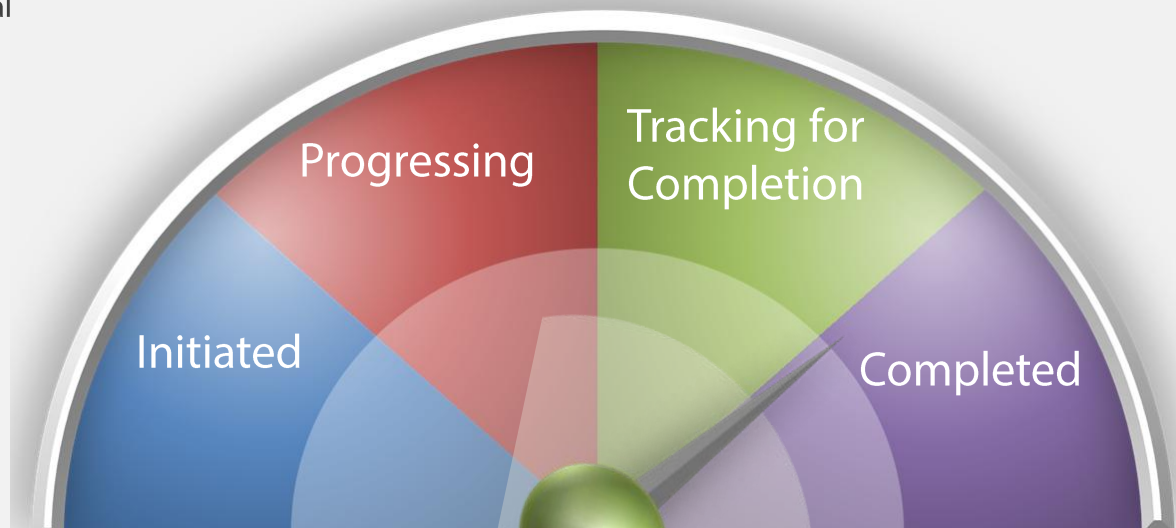 Progressing
Tracking for
Completion
Initiated
Completed